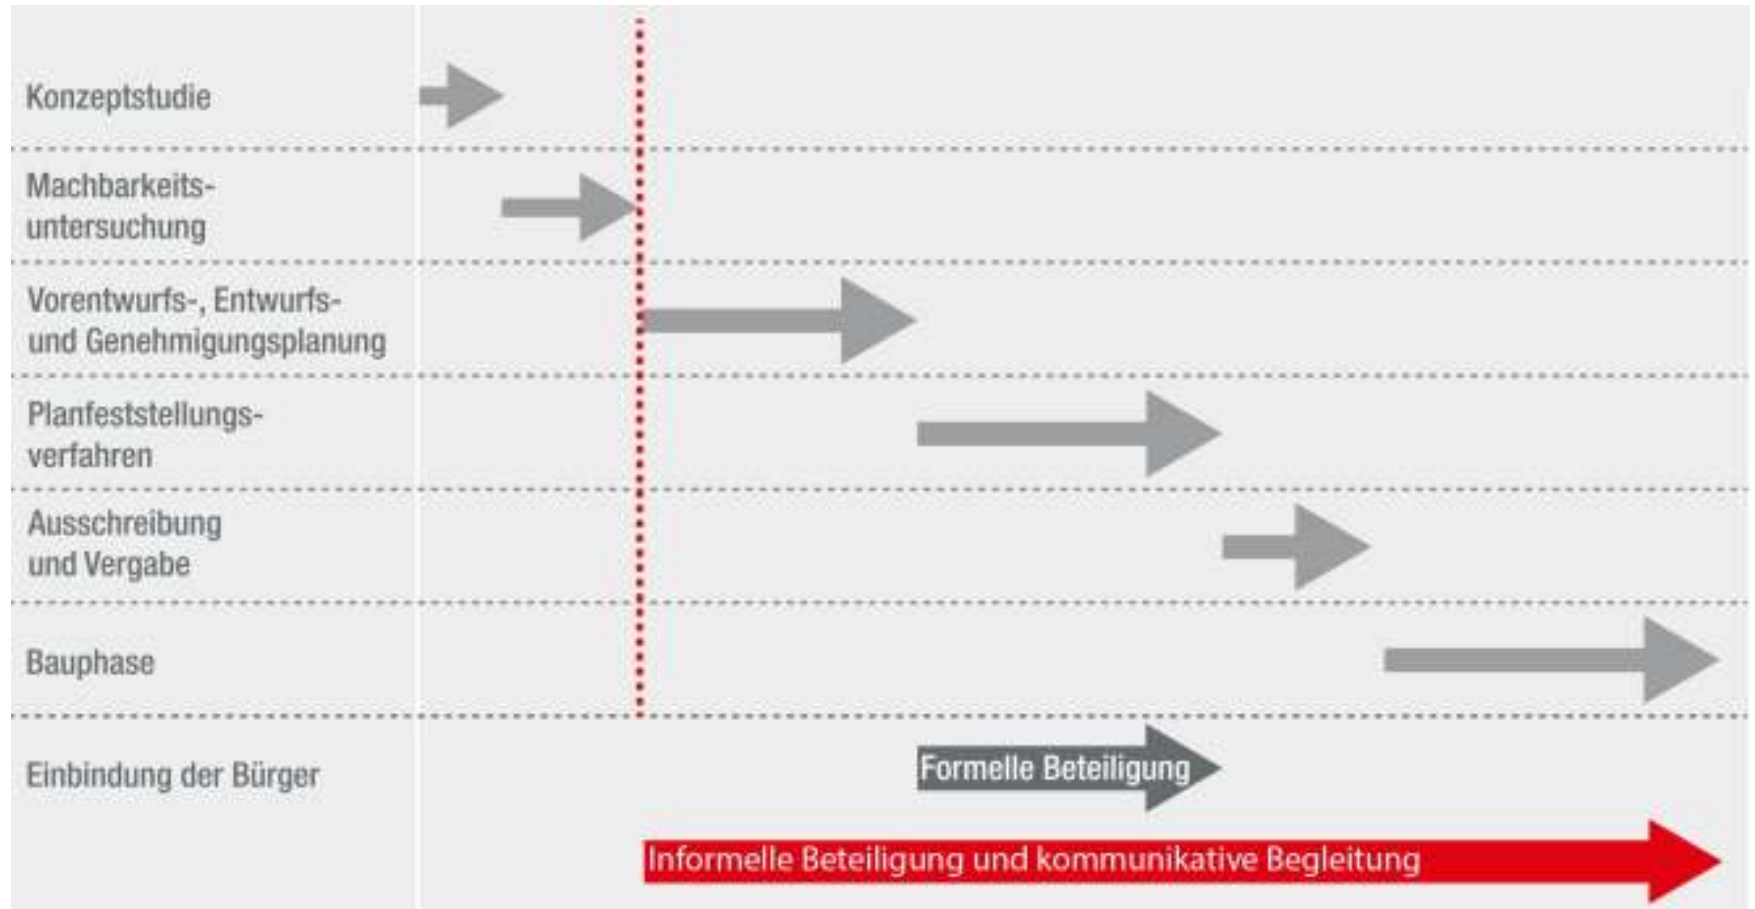 Konzeptstudie
Machbarkeits-
untersuchung
Vorentwurfs-, Entwurfs-
und Genehmigungsplanung
Planfeststellungs-
verfahren
Ausschreibung
und Vergabe
Bauphase
Einbindung der Bürger
Formelle Beteiligung
Informelle Beteiligung und kommunikative Begleitung